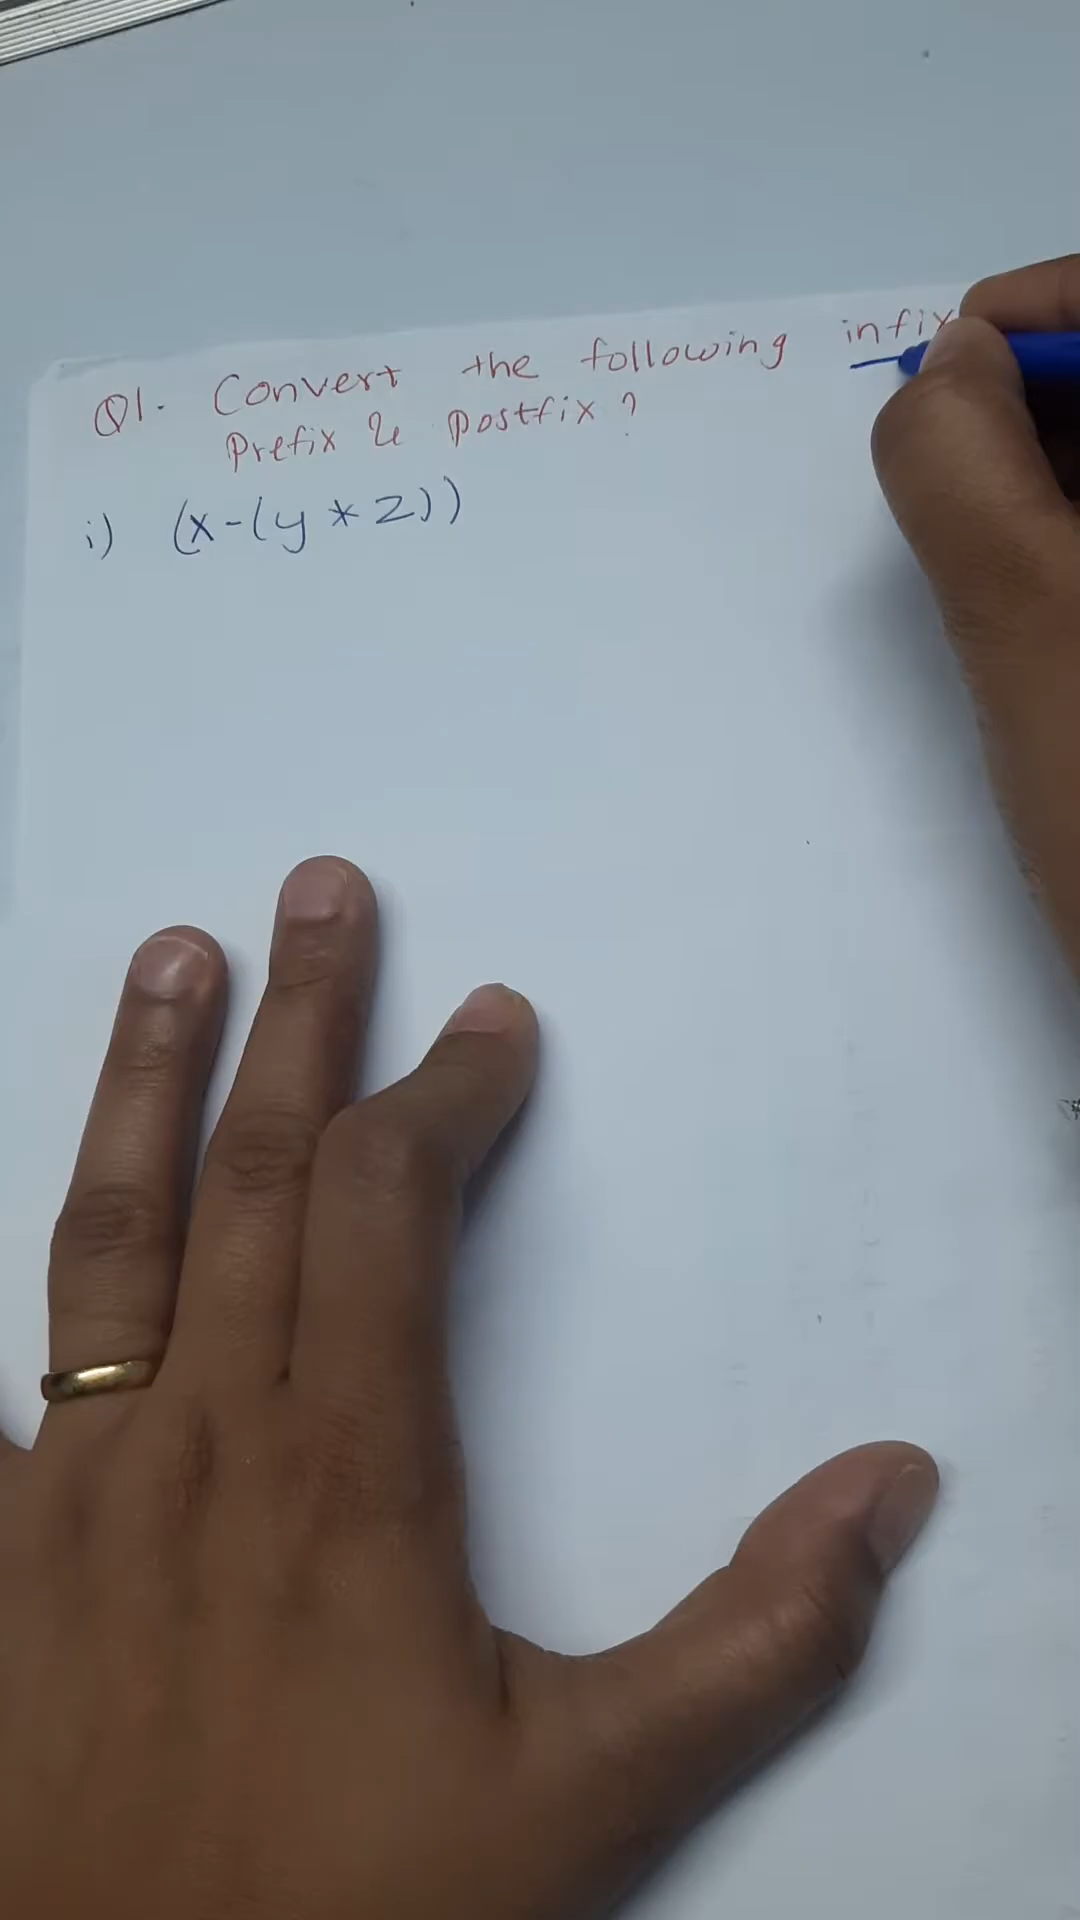 Q1. Convert the following infix
Prefix & Postfix ?
i) (x-(y * z))